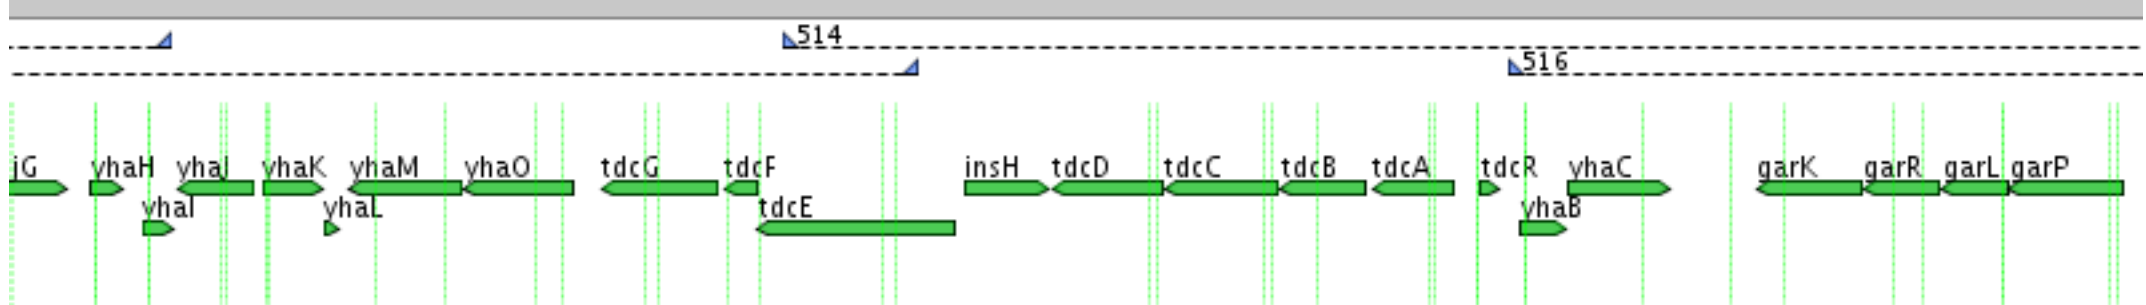 514
516
jG yhaH yhaJ yhaK yhaM yhaO tdcG tdcF insH tdcD tdcC tdcB tdcA tdcR yhaC garK garR garL garP
yhaI yhaL tdcE yhaB